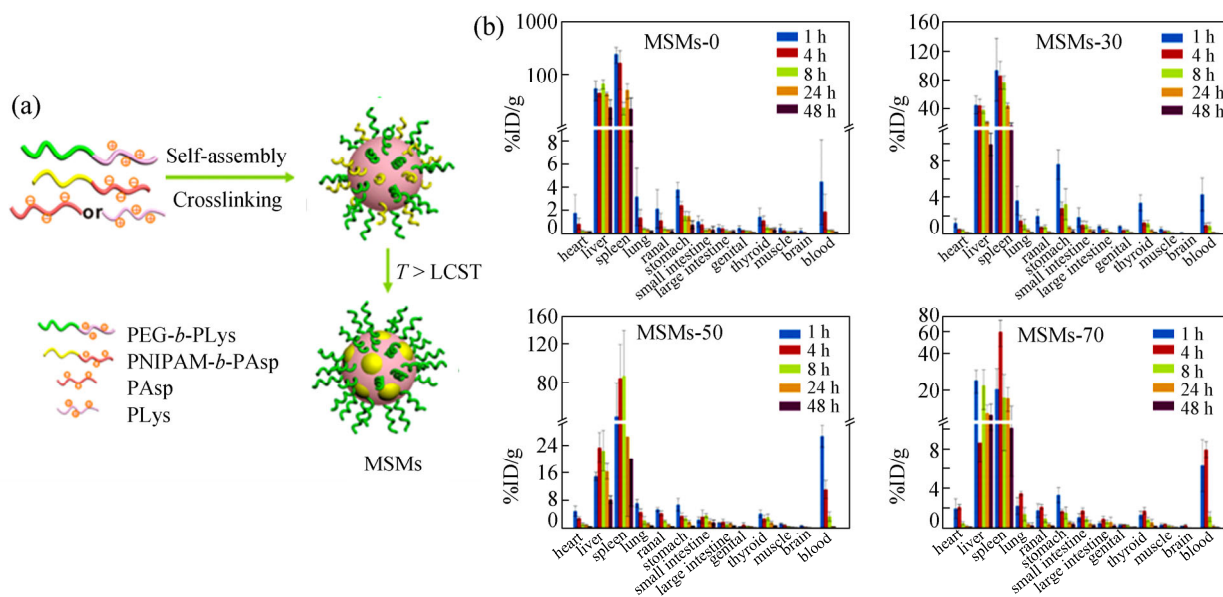 (a)
Self-assembly
Crosslinking
or
T > LCST
PEG-b-PLys
PNIPAM-b-PAsp
PAsp
PLys
MSMs
(b)
MSMs-0
%ID/g
1000
100
8
6
4
2
0
1 h
4 h
8 h
24 h
48 h
heart
liver
spleen
lung
ranal
stomach
small intestine
large intestine
genital
thyroid
muscle
brain
blood
MSMs-30
%ID/g
160
120
80
40
16
12
8
4
0
1 h
4 h
8 h
24 h
48 h
heart
liver
spleen
lung
ranal
stomach
small intestine
large intestine
genital
thyroid
muscle
brain
blood
MSMs-50
%ID/g
160
120
80
24
16
8
0
1 h
4 h
8 h
24 h
48 h
heart
liver
spleen
lung
ranal
stomach
small intestine
large intestine
genital
thyroid
muscle
brain
blood
MSMs-70
%ID/g
80
60
40
20
8
6
4
2
0
1 h
4 h
8 h
24 h
48 h
heart
liver
spleen
lung
ranal
stomach
small intestine
large intestine
genital
thyroid
muscle
brain
blood